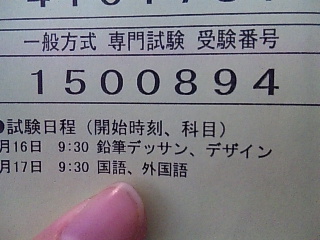 一般方式 専門試験 受験番号
1500894
●試験日程(開始時刻、科目)
月16日 9:30 鉛筆デッサン、デザイン
月17日 9:30 国語、外国語